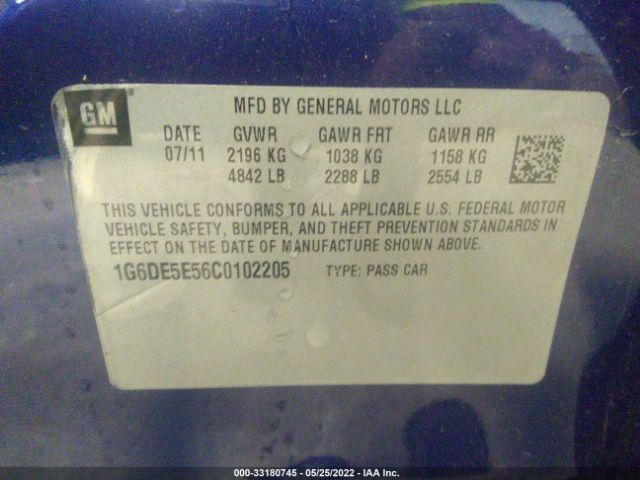 GM
MFD BY GENERAL MOTORS LLC
DATE GVWR GAWR FRT GAWR RR
07/11 2196 KG 1038 KG 1158 KG
4842 LB 2288 LB 2554 LB
THIS VEHICLE CONFORMS TO ALL APPLICABLE U.S. FEDERAL MOTOR
VEHICLE SAFETY, BUMPER, AND THEFT PREVENTION STANDARDS IN
EFFECT ON THE DATE OF MANUFACTURE SHOWN ABOVE.
1G6DE5E56C0102205 TYPE: PASS CAR
000-33180745 — 05/25/2022 — IAA Inc.